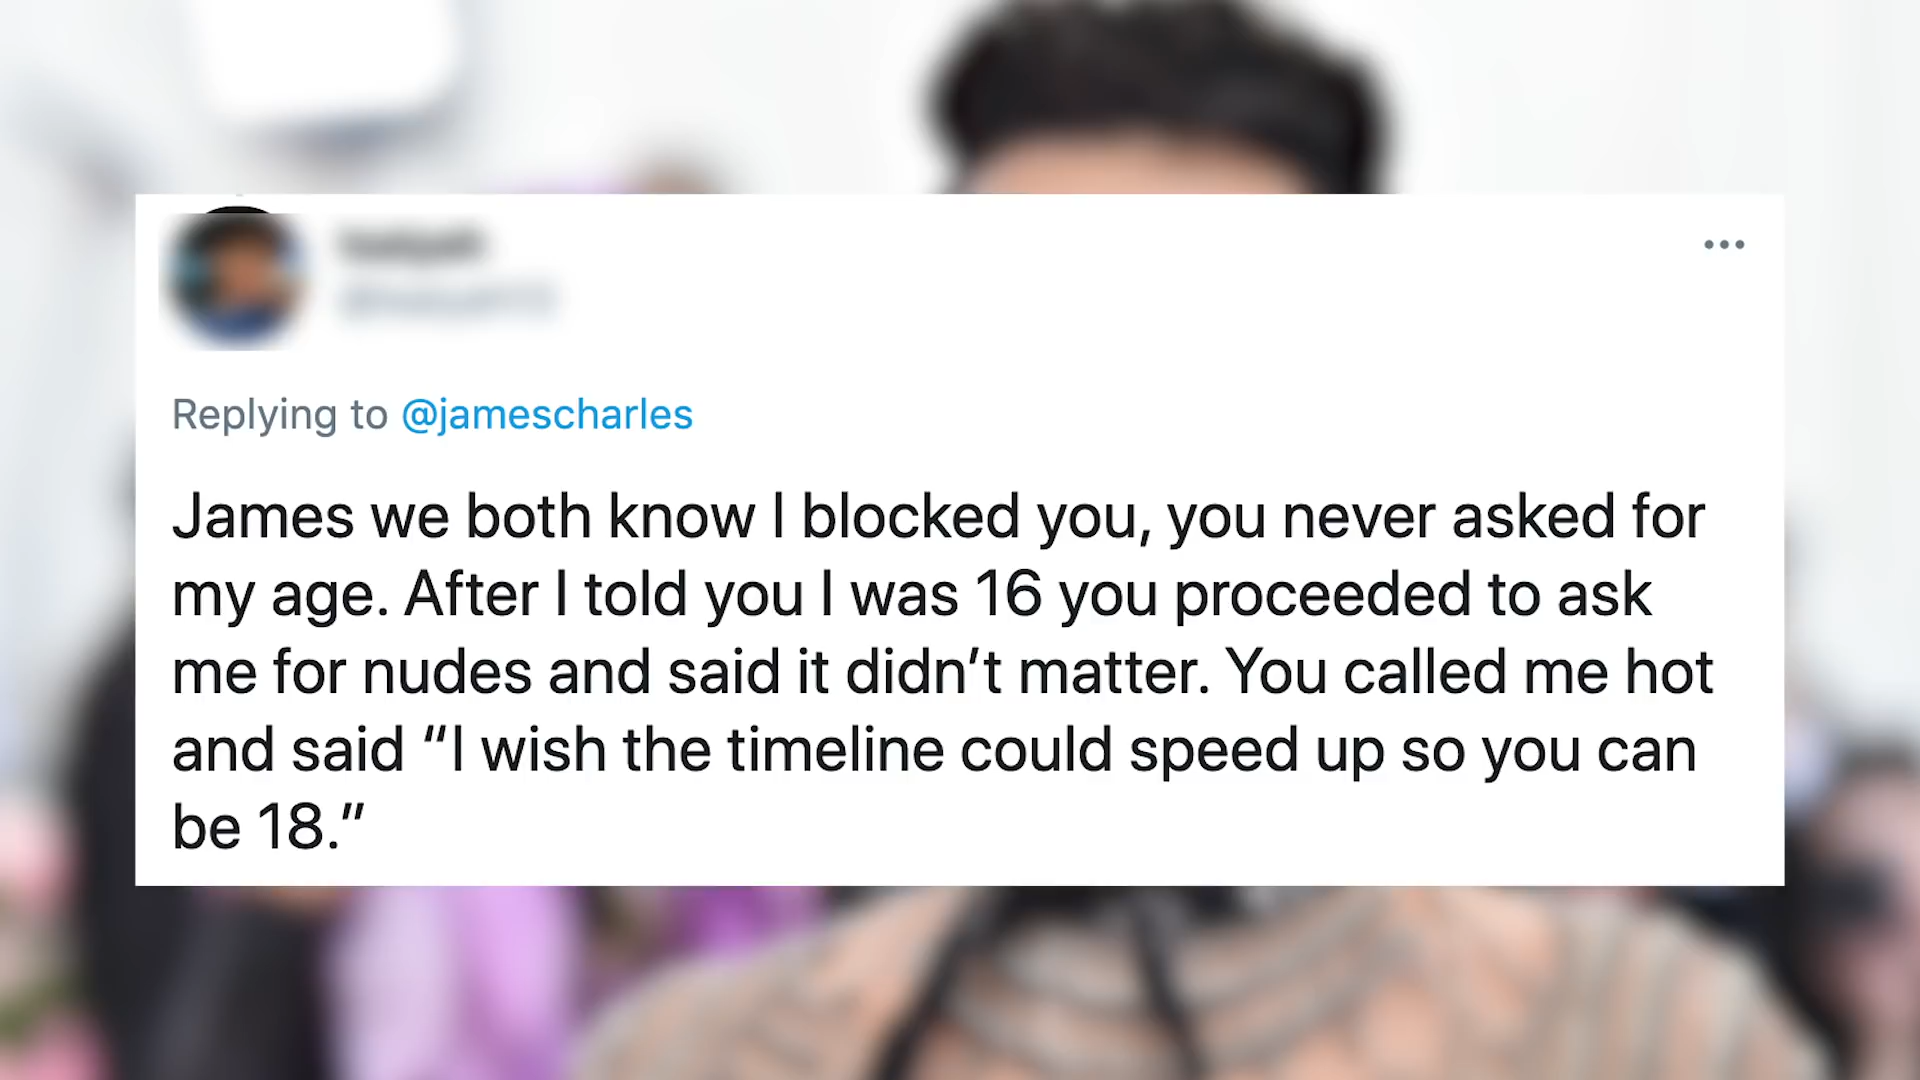 Replying to @jamescharles
James we both know I blocked you, you never asked for
my age. After I told you I was 16 you proceeded to ask
me for nudes and said it didn’t matter. You called me hot
and said “I wish the timeline could speed up so you can
be 18.”